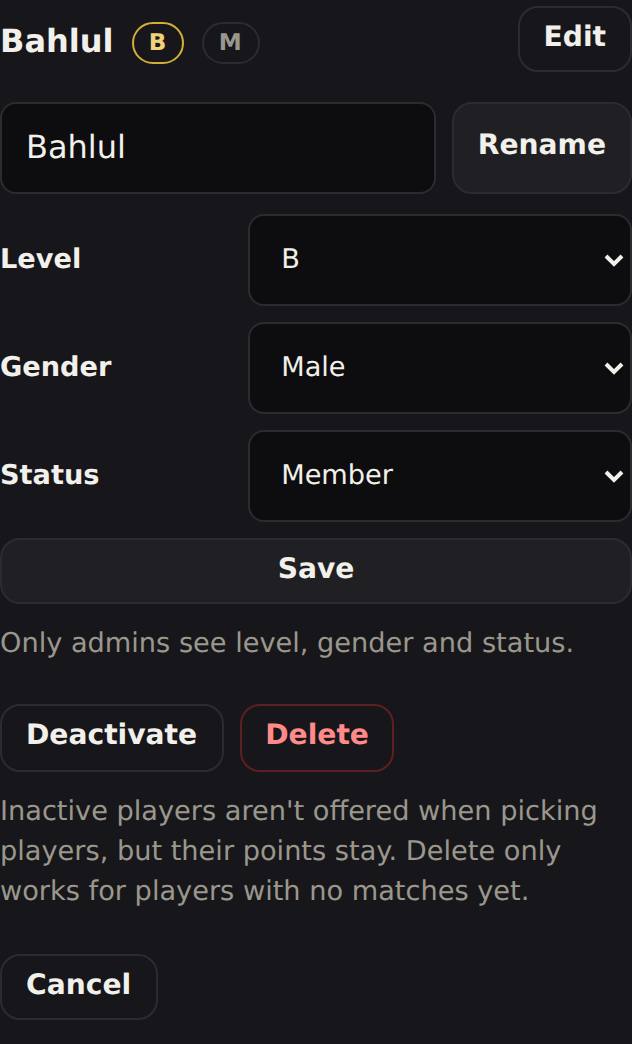 Bahlul B M Edit
Bahlul Rename
Level B
Gender Male
Status Member
Save
Only admins see level, gender and status.
Deactivate Delete
Inactive players aren't offered when picking
players, but their points stay. Delete only
works for players with no matches yet.
Cancel